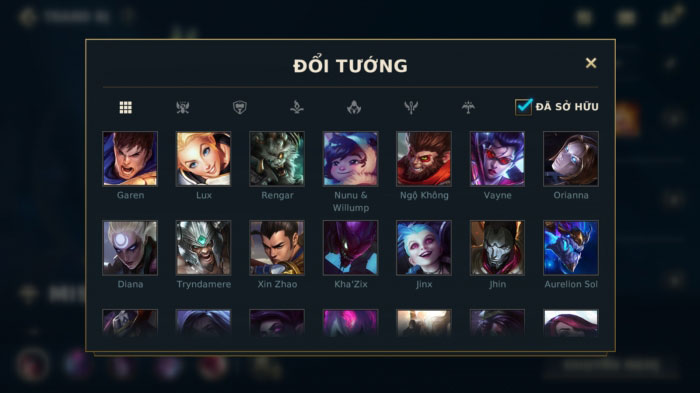 ĐỔI TƯỚNG
ĐÃ SỞ HỮU
Garen
Lux
Rengar
Nunu &
Willump
Ngộ Không
Vayne
Orianna
Diana
Tryndamere
Xin Zhao
Kha'Zix
Jinx
Jhin
Aurelion Sol